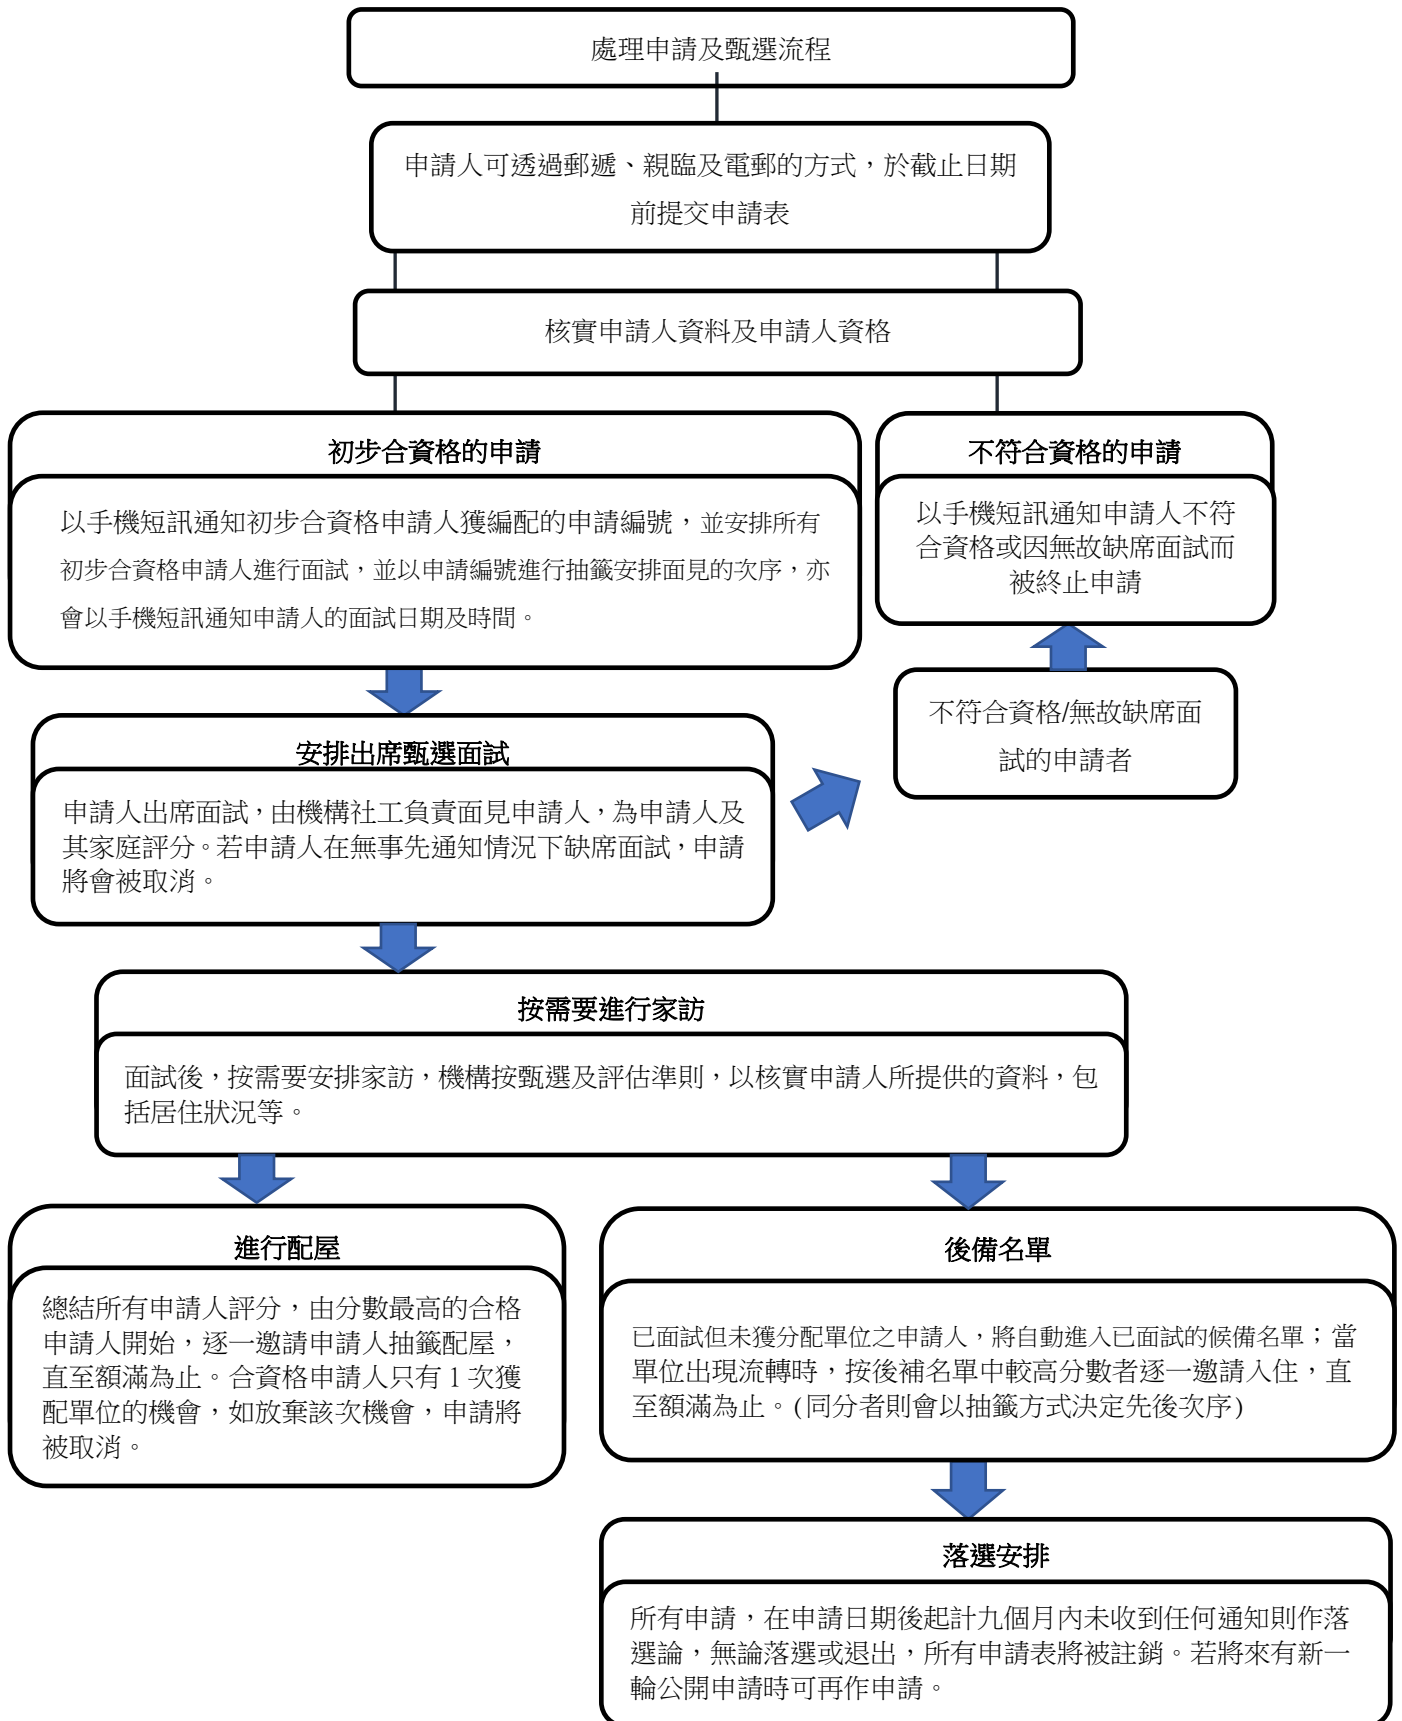 處理申請及甄選流程
申請人可透過郵遞、親臨及電郵的方式，於截止日期
前提交申請表
核實申請人資料及申請人資格
初步合資格的申請
以手機短訊通知初步合資格申請人獲編配的申請編號，並安排所有
初步合資格申請人進行面試，並以申請編號進行抽籤安排面見的次序，亦
會以手機短訊通知申請人的面試日期及時間。
不符合資格的申請
以手機短訊通知申請人不符
合資格或因無故缺席面試而
被終止申請
不符合資格/無故缺席面
試的申請者
安排出席甄選面試
申請人出席面試，由機構社工負責面見申請人，為申請人及
其家庭評分。若申請人在無事先通知情況下缺席面試，申請
將會被取消。
按需要進行家訪
面試後，按需要安排家訪，機構按甄選及評估準則，以核實申請人所提供的資料，包
括居住狀況等。
進行配屋
總結所有申請人評分，由分數最高的合格
申請人開始，逐一邀請申請人抽籤配屋，
直至額滿為止。合資格申請人只有 1 次獲
配單位的機會，如放棄該次機會，申請將
被取消。
後備名單
已面試但未獲分配單位之申請人，將自動進入已面試的候備名單；當
單位出現流轉時，按後補名單中較高分數者逐一邀請入住，直
至額滿為止。(同分者則會以抽籤方式決定先後次序)
落選安排
所有申請，在申請日期後起計九個月內未收到任何通知則作落
選論，無論落選或退出，所有申請表將被註銷。若將來有新一
輪公開申請時可再作申請。